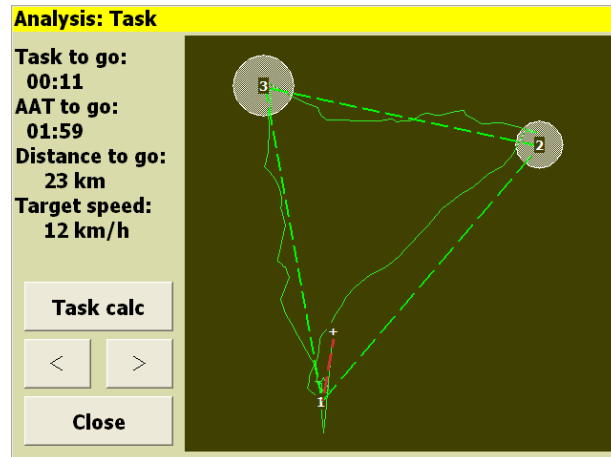 Analysis: Task
Task to go:
00:11
AAT to go:
01:59
Distance to go:
23 km
Target speed:
12 km/h
Task calc
< >
Close
3
2
+
1